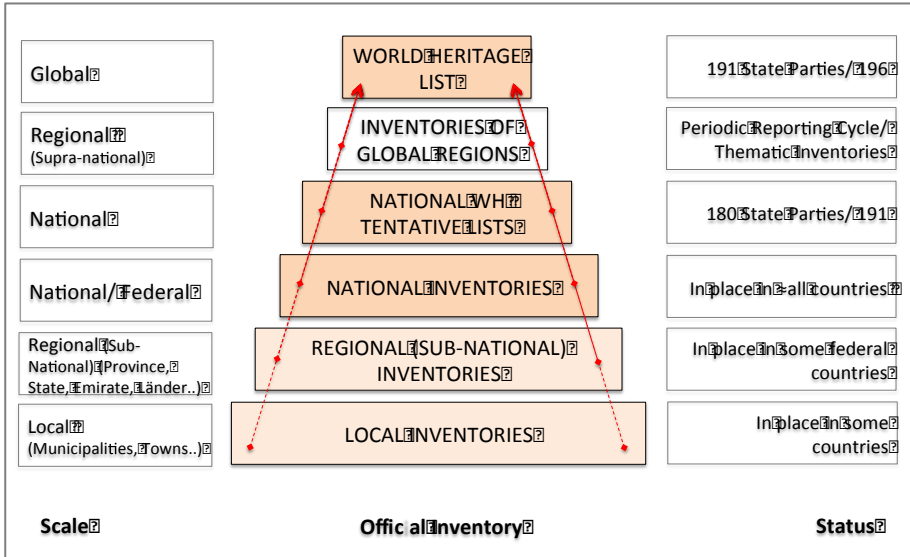 Global
WORLD HERITAGE
LIST
191 State Parties/ 196
Regional
(Supra-national)
INVENTORIES OF
GLOBAL REGIONS
Periodic Reporting Cycle/
Thematic Inventories
National
NATIONAL WH
TENTATIVE LISTS
180 State Parties/ 191
National/ Federal
NATIONAL INVENTORIES
In place in ≈all countries
Regional (Sub-
National) (Province,
State, Emirate, Länder..)
REGIONAL (SUB-NATIONAL)
INVENTORIES
In place in some federal
countries
Local
(Municipalities, Towns..)
LOCAL INVENTORIES
In place in some
countries
Scale
Official Inventory
Status